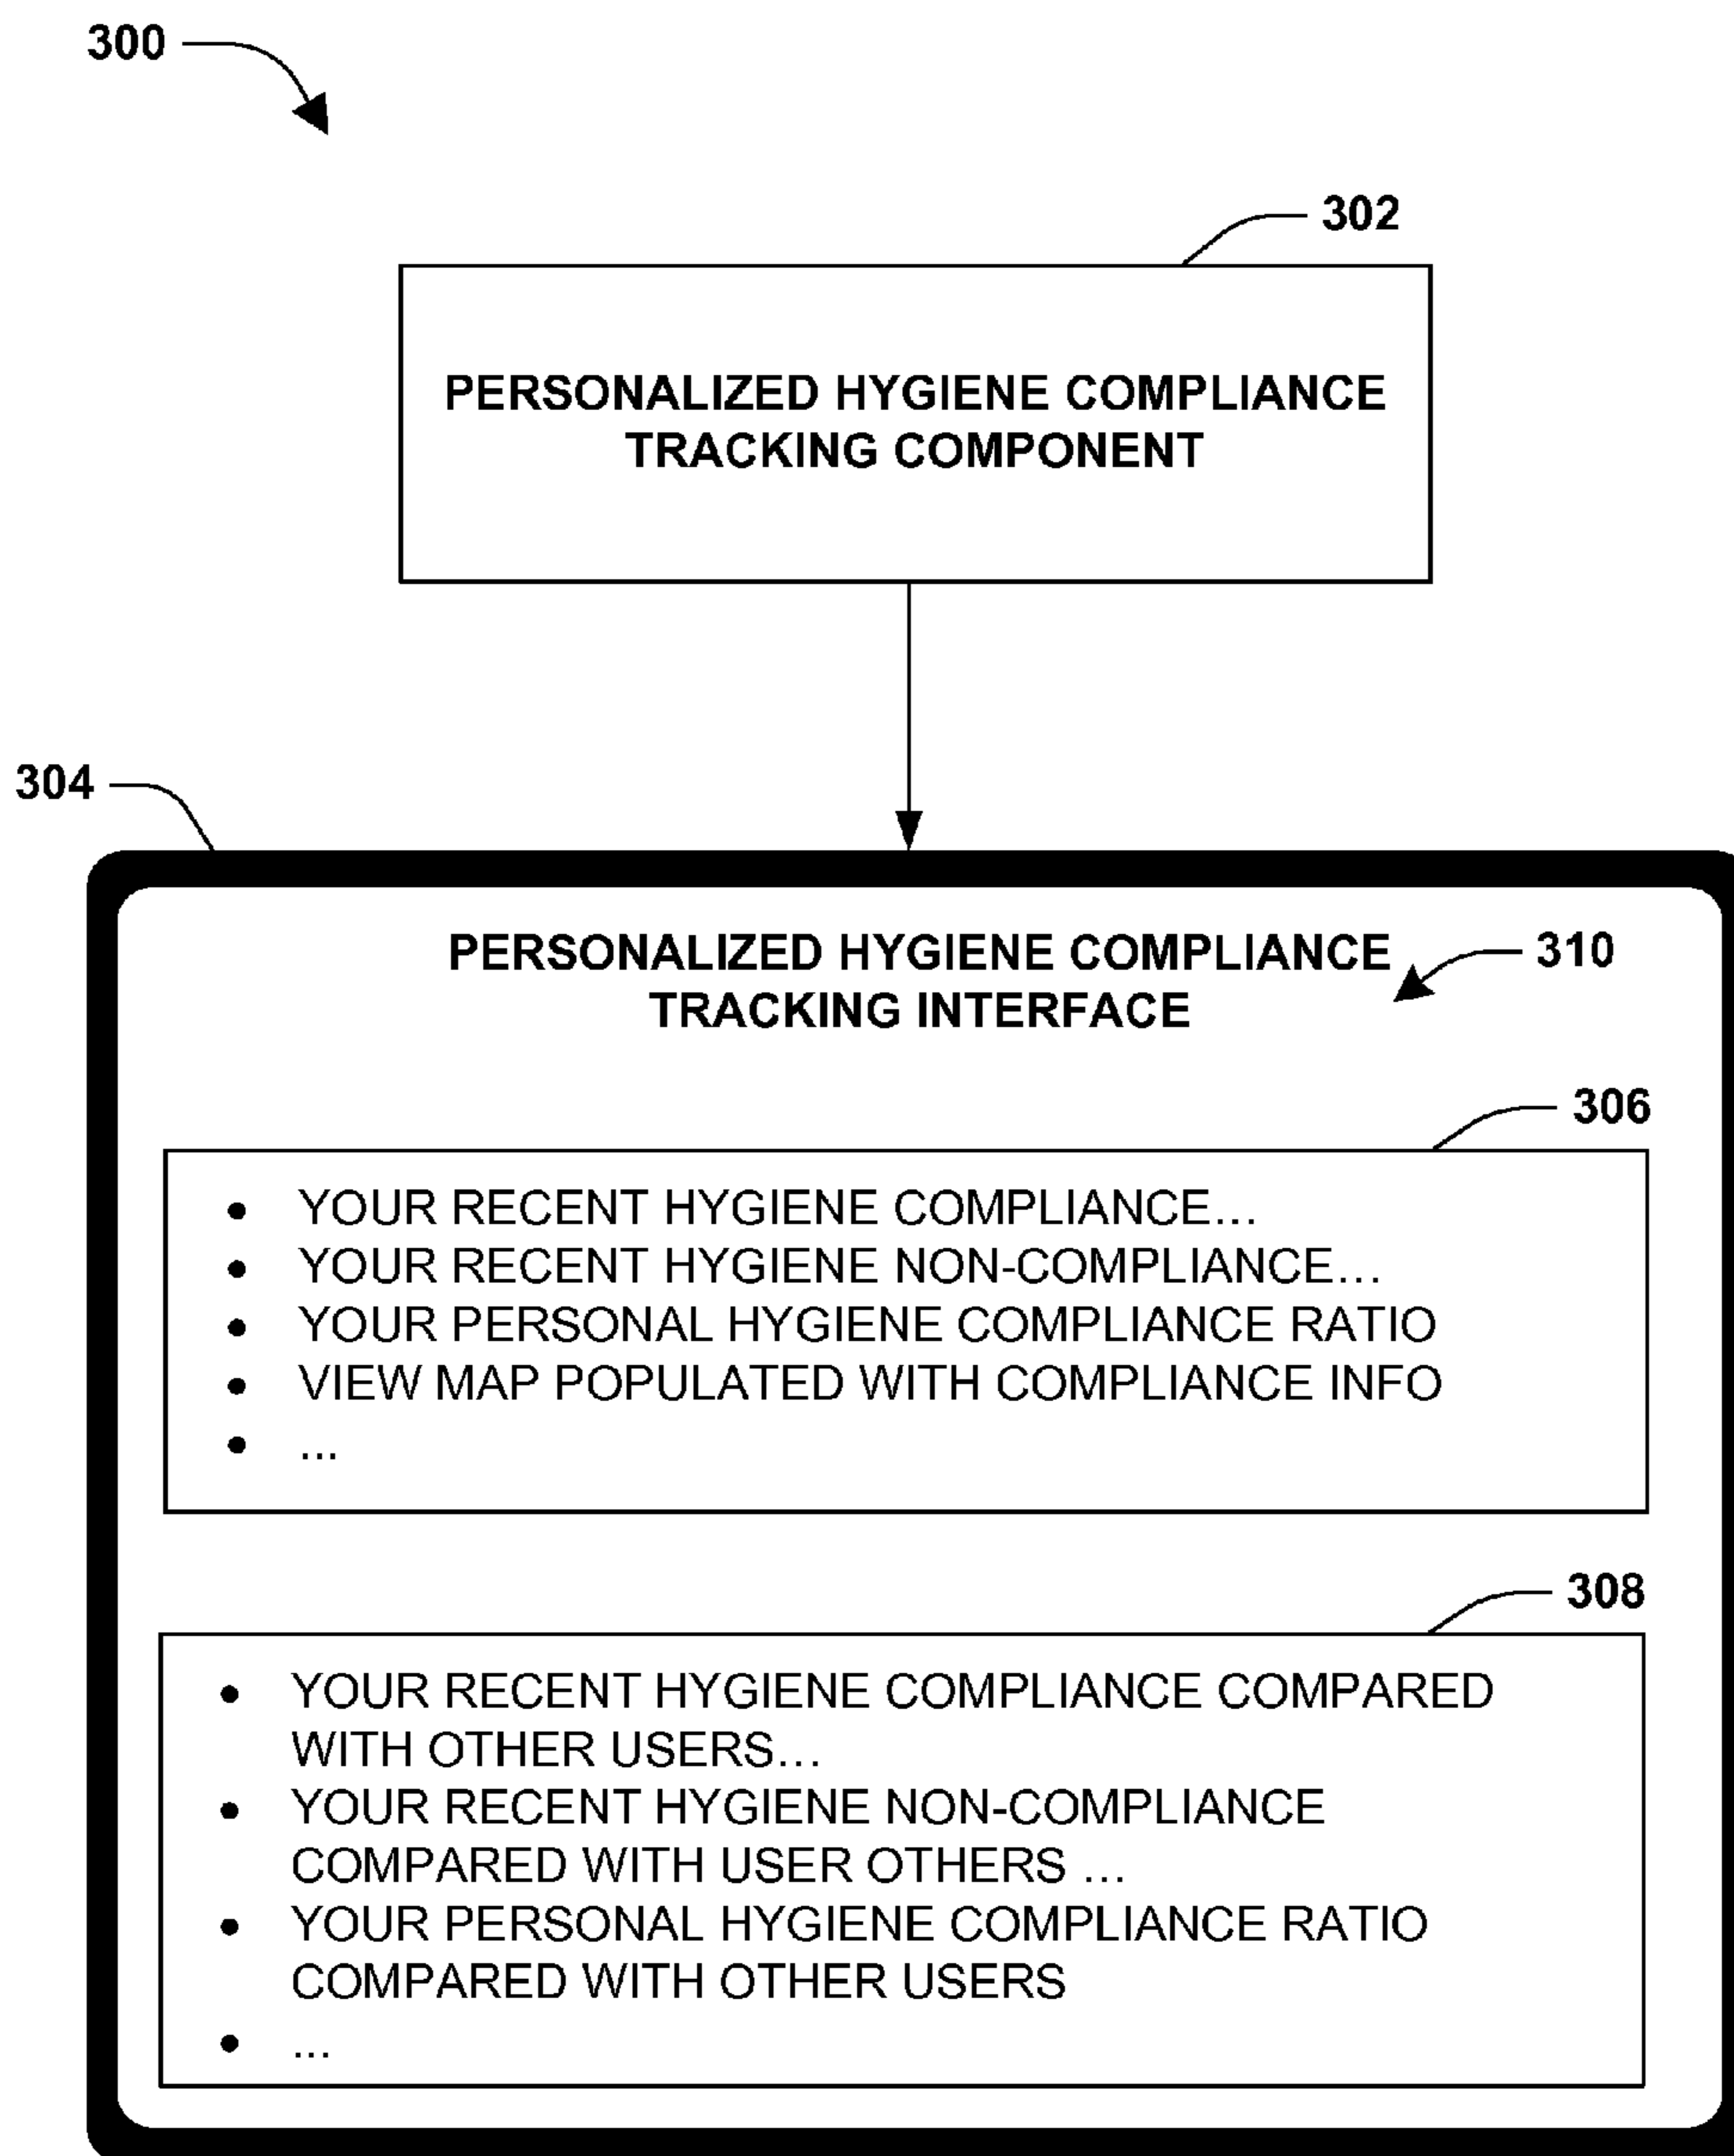 300
302
PERSONALIZED HYGIENE COMPLIANCE
TRACKING COMPONENT
304
PERSONALIZED HYGIENE COMPLIANCE
TRACKING INTERFACE
310
306
• YOUR RECENT HYGIENE COMPLIANCE…
• YOUR RECENT HYGIENE NON-COMPLIANCE…
• YOUR PERSONAL HYGIENE COMPLIANCE RATIO
• VIEW MAP POPULATED WITH COMPLIANCE INFO
• …
308
• YOUR RECENT HYGIENE COMPLIANCE COMPARED
WITH OTHER USERS…
• YOUR RECENT HYGIENE NON-COMPLIANCE
COMPARED WITH USER OTHERS …
• YOUR PERSONAL HYGIENE COMPLIANCE RATIO
COMPARED WITH OTHER USERS
• …